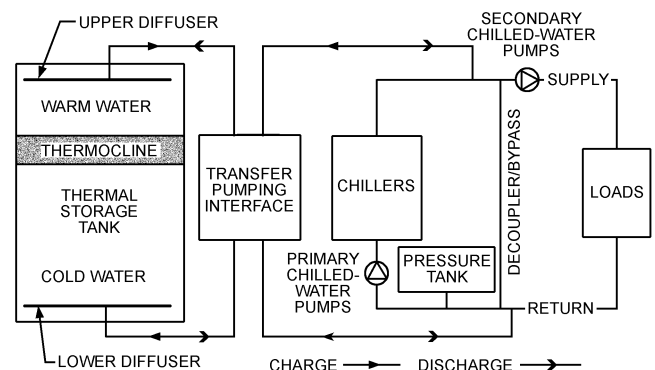 UPPER DIFFUSER
WARM WATER
THERMOCLINE
THERMAL
STORAGE
TANK
COLD WATER
LOWER DIFFUSER
TRANSFER
PUMPING
INTERFACE
CHILLERS
PRIMARY
CHILLED-
WATER
PUMPS
PRESSURE
TANK
DECOUPLER/BYPASS
SECONDARY
CHILLED-WATER
PUMPS
SUPPLY
LOADS
RETURN
CHARGE
DISCHARGE